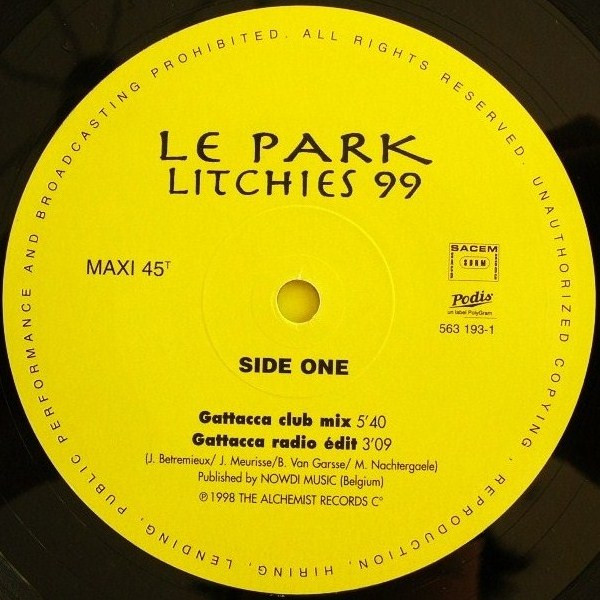 UNAUTHORIZED COPYING, REPRODUCTION, HIRING, LENDING, PUBLIC PERFORMANCE AND BROADCASTING PROHIBITED. ALL RIGHTS RESERVED.
LE PARK
LITCHIES 99
MAXI 45T
SACEM
SDRM
Podis
un label PolyGram
563 193-1
SIDE ONE
Gattacca club mix 5'40
Gattacca radio édit 3'09
(J. Betremieux/ J. Meurisse/B. Van Garsse/ M. Nachtergaele)
Published by NOWDI MUSIC (Belgium)
℗ 1998 THE ALCHEMIST RECORDS C°